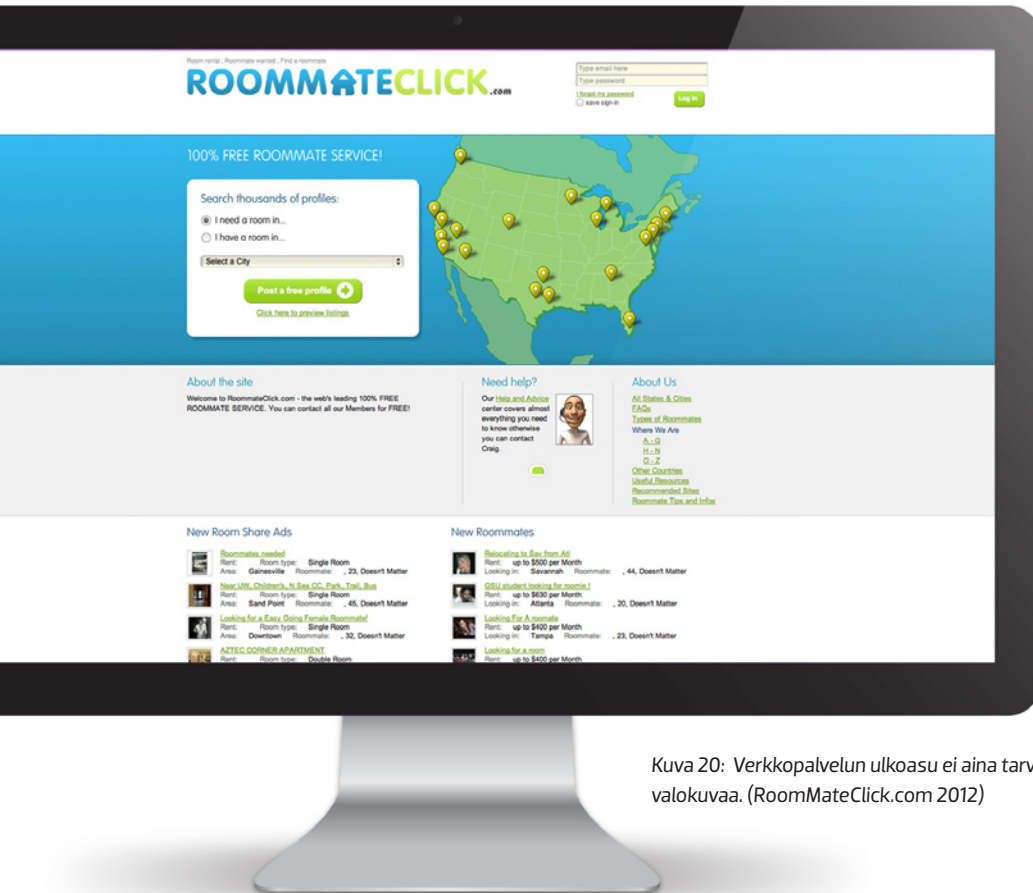 Room rental, Roommate wanted, Find a roommate
ROOMMATECLICK.com
Type email here
Type password
I forgot my password
save sign-in
Log in
100% FREE ROOMMATE SERVICE!
Search thousands of profiles:
I need a room in...
I have a room in...
Select a City
Post a free profile
Click here to preview listings
About the site
Welcome to RoommateClick.com - the web's leading 100% FREE
ROOMMATE SERVICE. You can contact all our Members for FREE!
Need help?
Our Help and Advice
center covers almost
everything you need
to know otherwise
you can contact
Craig.
About Us
All States & Cities
FAQs
Types of Roommates
Where We Are
A - G
H - N
O - Z
Other Countries
Useful Resources
Recommended Sites
Roommate Tips and Infos
New Room Share Ads
Roommates needed
Rent: Room type: Single Room
Area: Gainesville Roommate: , 23, Doesn't Matter
Near UW, Children's, N Sea CC, Park, Trail, Bus
Rent: Room type: Single Room
Area: Sand Point Roommate: , 45, Doesn't Matter
Looking for a Easy Going Female Roommate!
Rent: Room type: Single Room
Area: Downtown Roommate: , 32, Doesn't Matter
AZTEC CORNER APARTMENT
Rent: Room type: Double Room
New Roommates
Relocating to Sav from Atl
Rent: up to $500 per Month
Looking in: Savannah Roommate: , 44, Doesn't Matter
GSU student looking for roomie !
Rent: up to $630 per Month
Looking in: Atlanta Roommate: , 20, Doesn't Matter
Looking For A roomate
Rent: up to $400 per Month
Looking in: Tampa Roommate: , 23, Doesn't Matter
Looking for a room
Rent: up to $400 per Month
Kuva 20: Verkkopalvelun ulkoasu ei aina
valokuvaa. (RoomMateClick.com 2012)